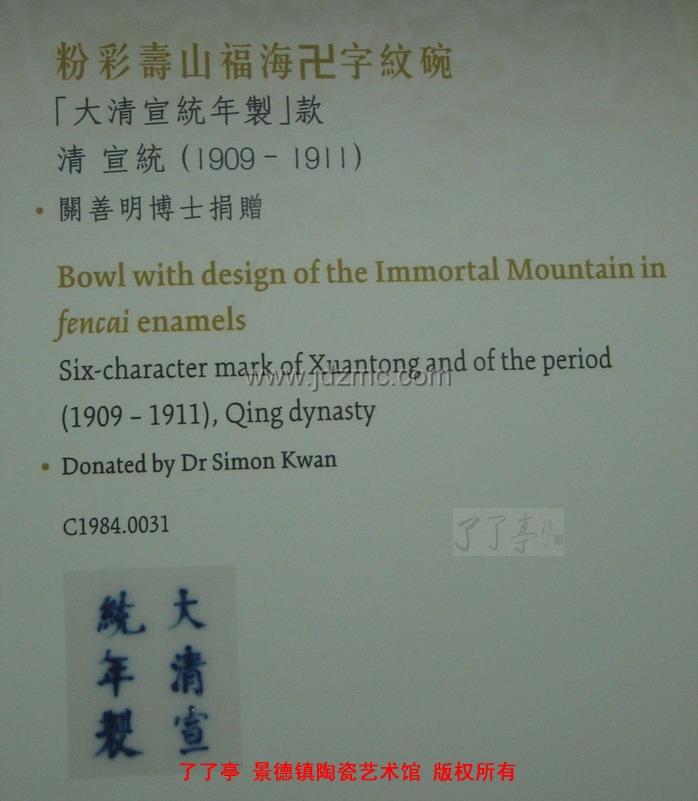 粉彩壽山福海卍字紋碗
「大清宣統年製」款
清 宣統 (1909 - 1911)
• 關善明博士捐贈
Bowl with design of the Immortal Mountain in
fencai enamels
Six-character mark of Xuantong and of the period
www.jdzmc.com
(1909 – 1911), Qing dynasty
• Donated by Dr Simon Kwan
C1984.0031
了了亭
大清宣
統年製
了了亭 景德镇陶瓷艺术馆 版权所有